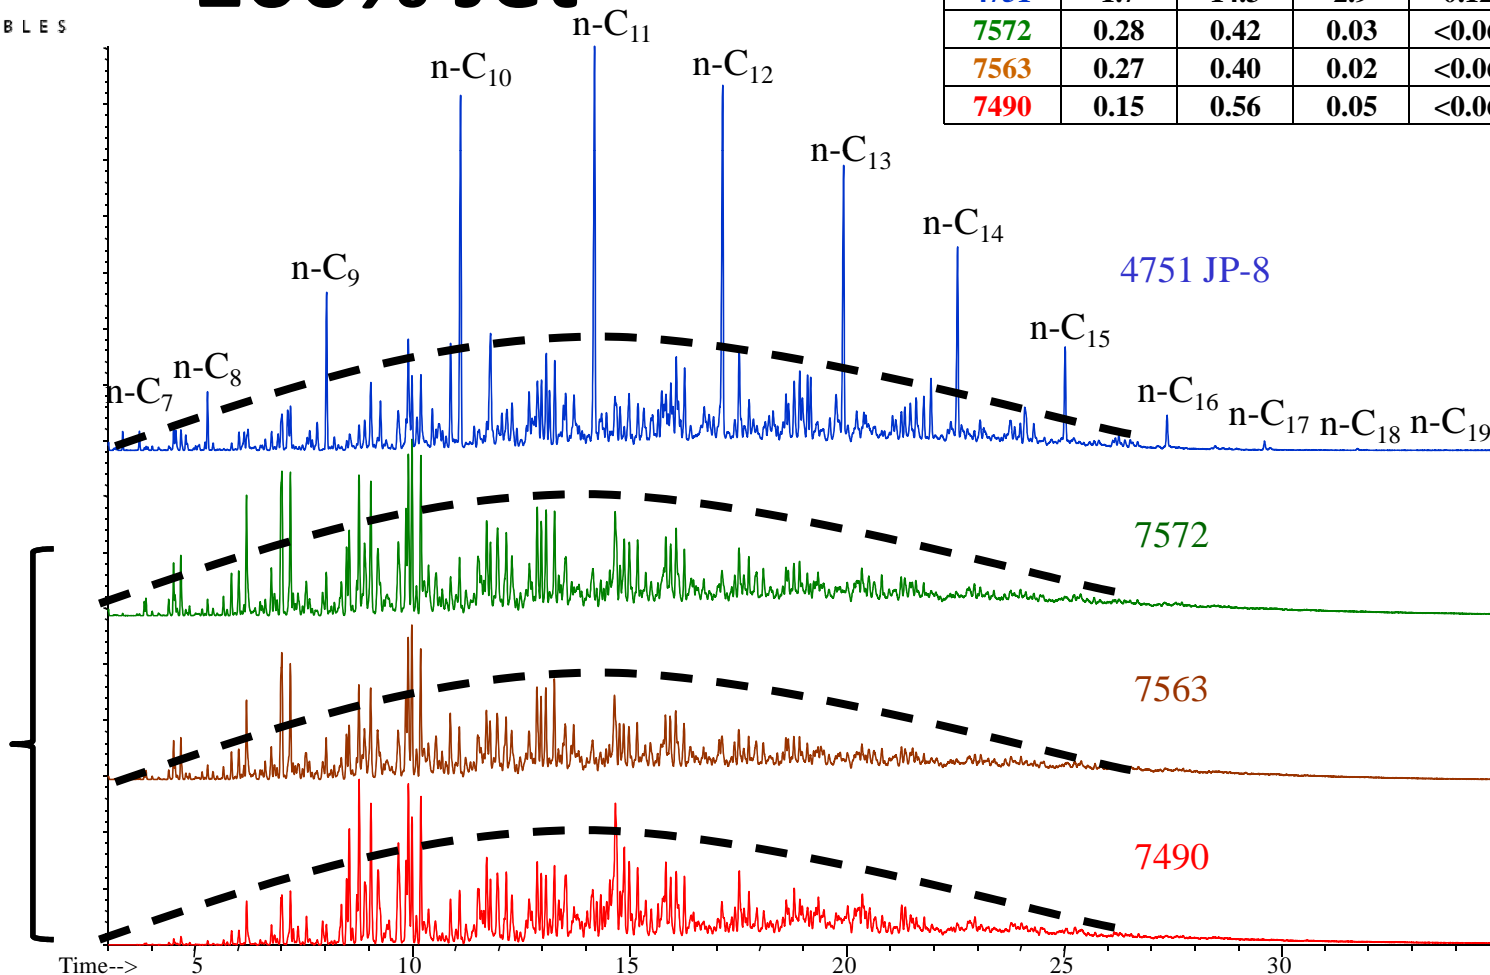 BLES
n-C11
n-C10
n-C12
7572 0.28 0.42 0.03
7563 0.27 0.40 0.02
7490 0.15 0.56 0.05
n-C13
n-C14
n-C9
4751 JP-8
n-C15
n-C8
n-C7
n-C16
n-C17 n-C18 n-C19
7572
7563
7490
Time--> 5 10 15 20 25 30